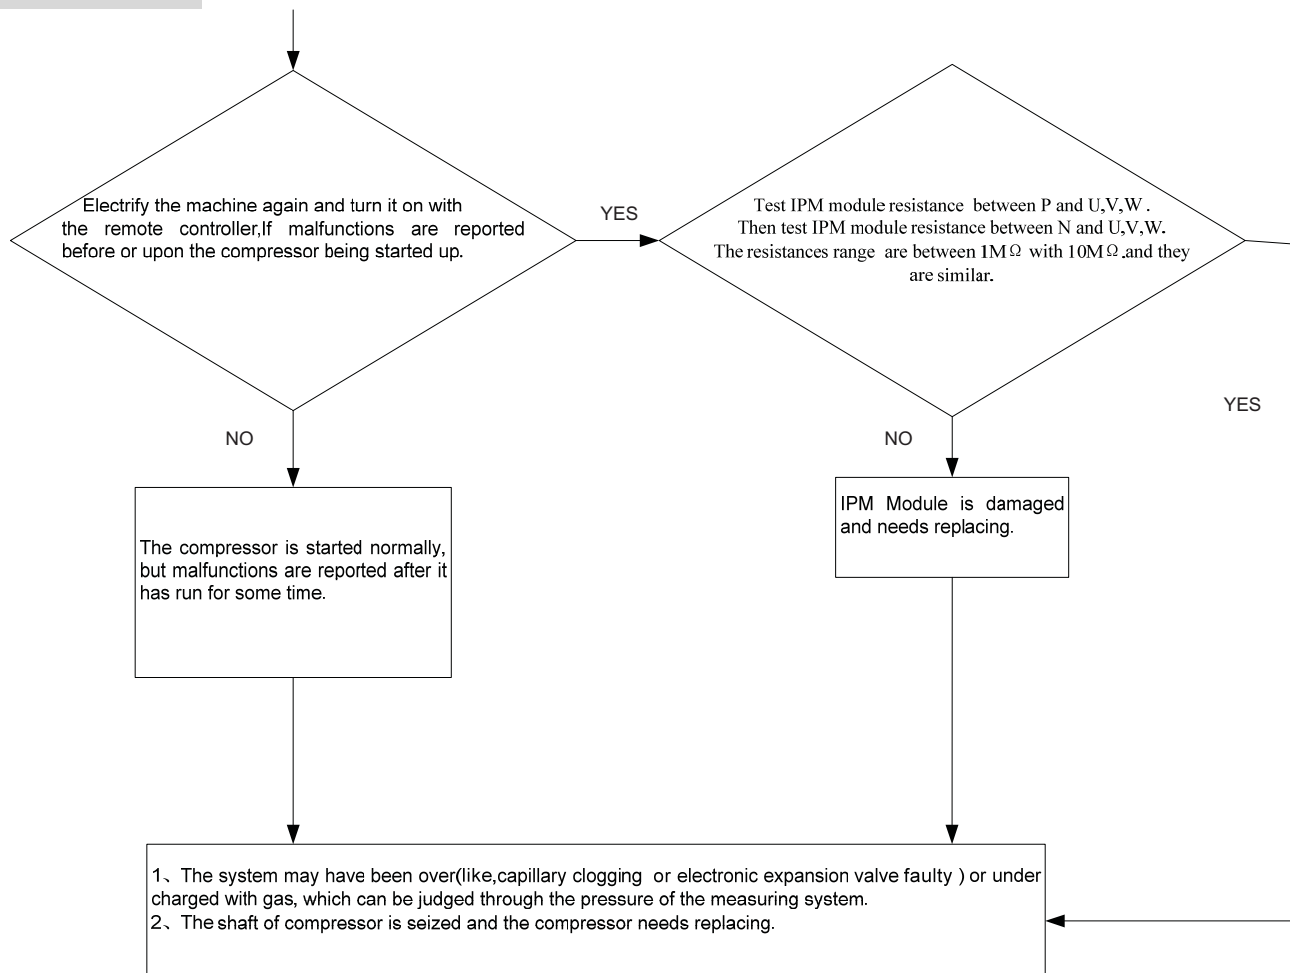 Electrify the machine again and turn it on with
the remote controller,If malfunctions are reported
before or upon the compressor being started up.
YES
Test IPM module resistance between P and U,V,W .
Then test IPM module resistance between N and U,V,W.
The resistances range are between 1MΩ with 10MΩ.and they
are similar.
YES
NO
NO
IPM Module is damaged
and needs replacing.
The compressor is started normally,
but malfunctions are reported after it
has run for some time.
1、The system may have been over(like,capillary clogging or electronic expansion valve faulty ) or under
charged with gas, which can be judged through the pressure of the measuring system.
2、The shaft of compressor is seized and the compressor needs replacing.